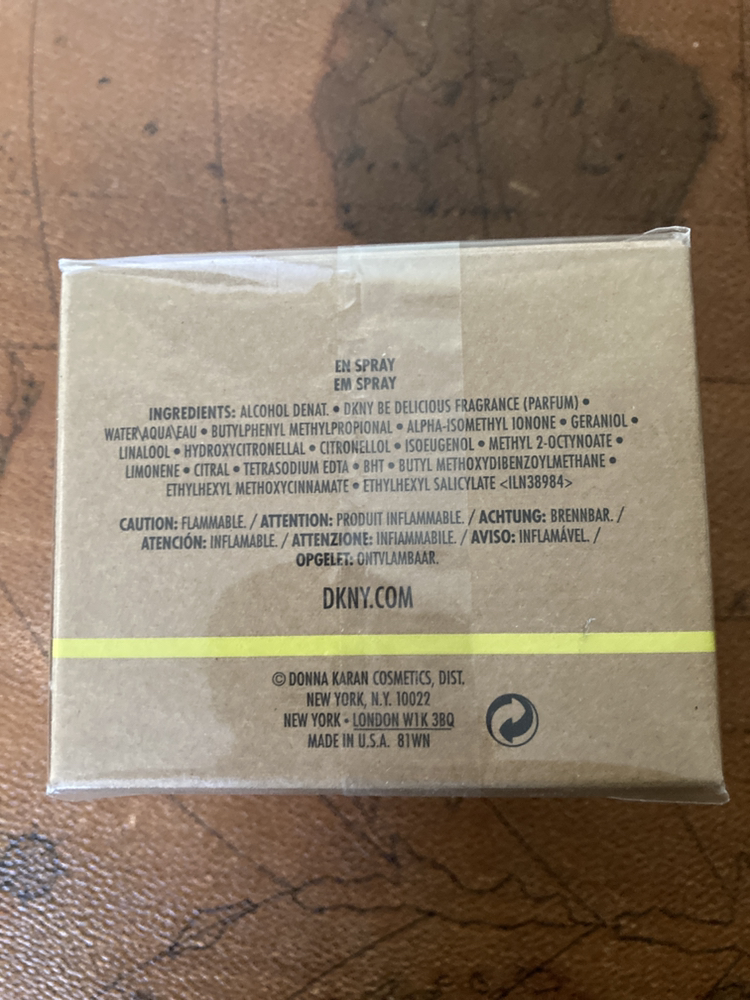 EN SPRAY
EM SPRAY
INGREDIENTS: ALCOHOL DENAT. • DKNY BE DELICIOUS FRAGRANCE (PARFUM) •
WATER\AQUA\EAU • BUTYLPHENYL METHYLPROPIONAL • ALPHA-ISOMETHYL IONONE • GERANIOL •
LINALOOL • HYDROXYCITRONELLAL • CITRONELLOL • ISOEUGENOL • METHYL 2-OCTYNOATE •
LIMONENE • CITRAL • TETRASODIUM EDTA • BHT • BUTYL METHOXYDIBENZOYLMETHANE •
ETHYLHEXYL METHOXYCINNAMATE • ETHYLHEXYL SALICYLATE <ILN38984>
CAUTION: FLAMMABLE. / ATTENTION: PRODUIT INFLAMMABLE. / ACHTUNG: BRENNBAR. /
ATENCIÓN: INFLAMABLE. / ATTENZIONE: INFIAMMABILE. / AVISO: INFLAMÁVEL. /
OPGELET: ONTVLAMBAAR.
DKNY.COM
© DONNA KARAN COSMETICS, DIST.
NEW YORK, N.Y. 10022
NEW YORK • LONDON W1K 3BQ
MADE IN U.S.A. 81WN